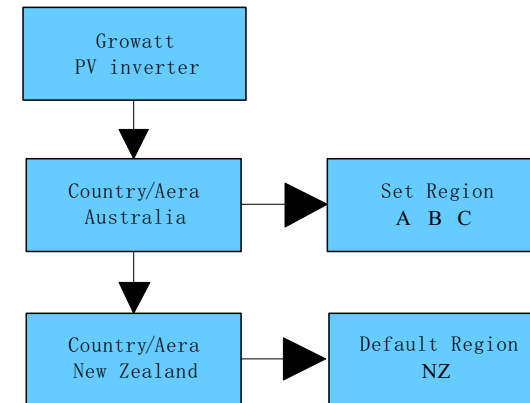 Growatt
PV inverter
Country/Aera
Australia
Set Region
A B C
Country/Aera
New Zealand
Default Region
NZ